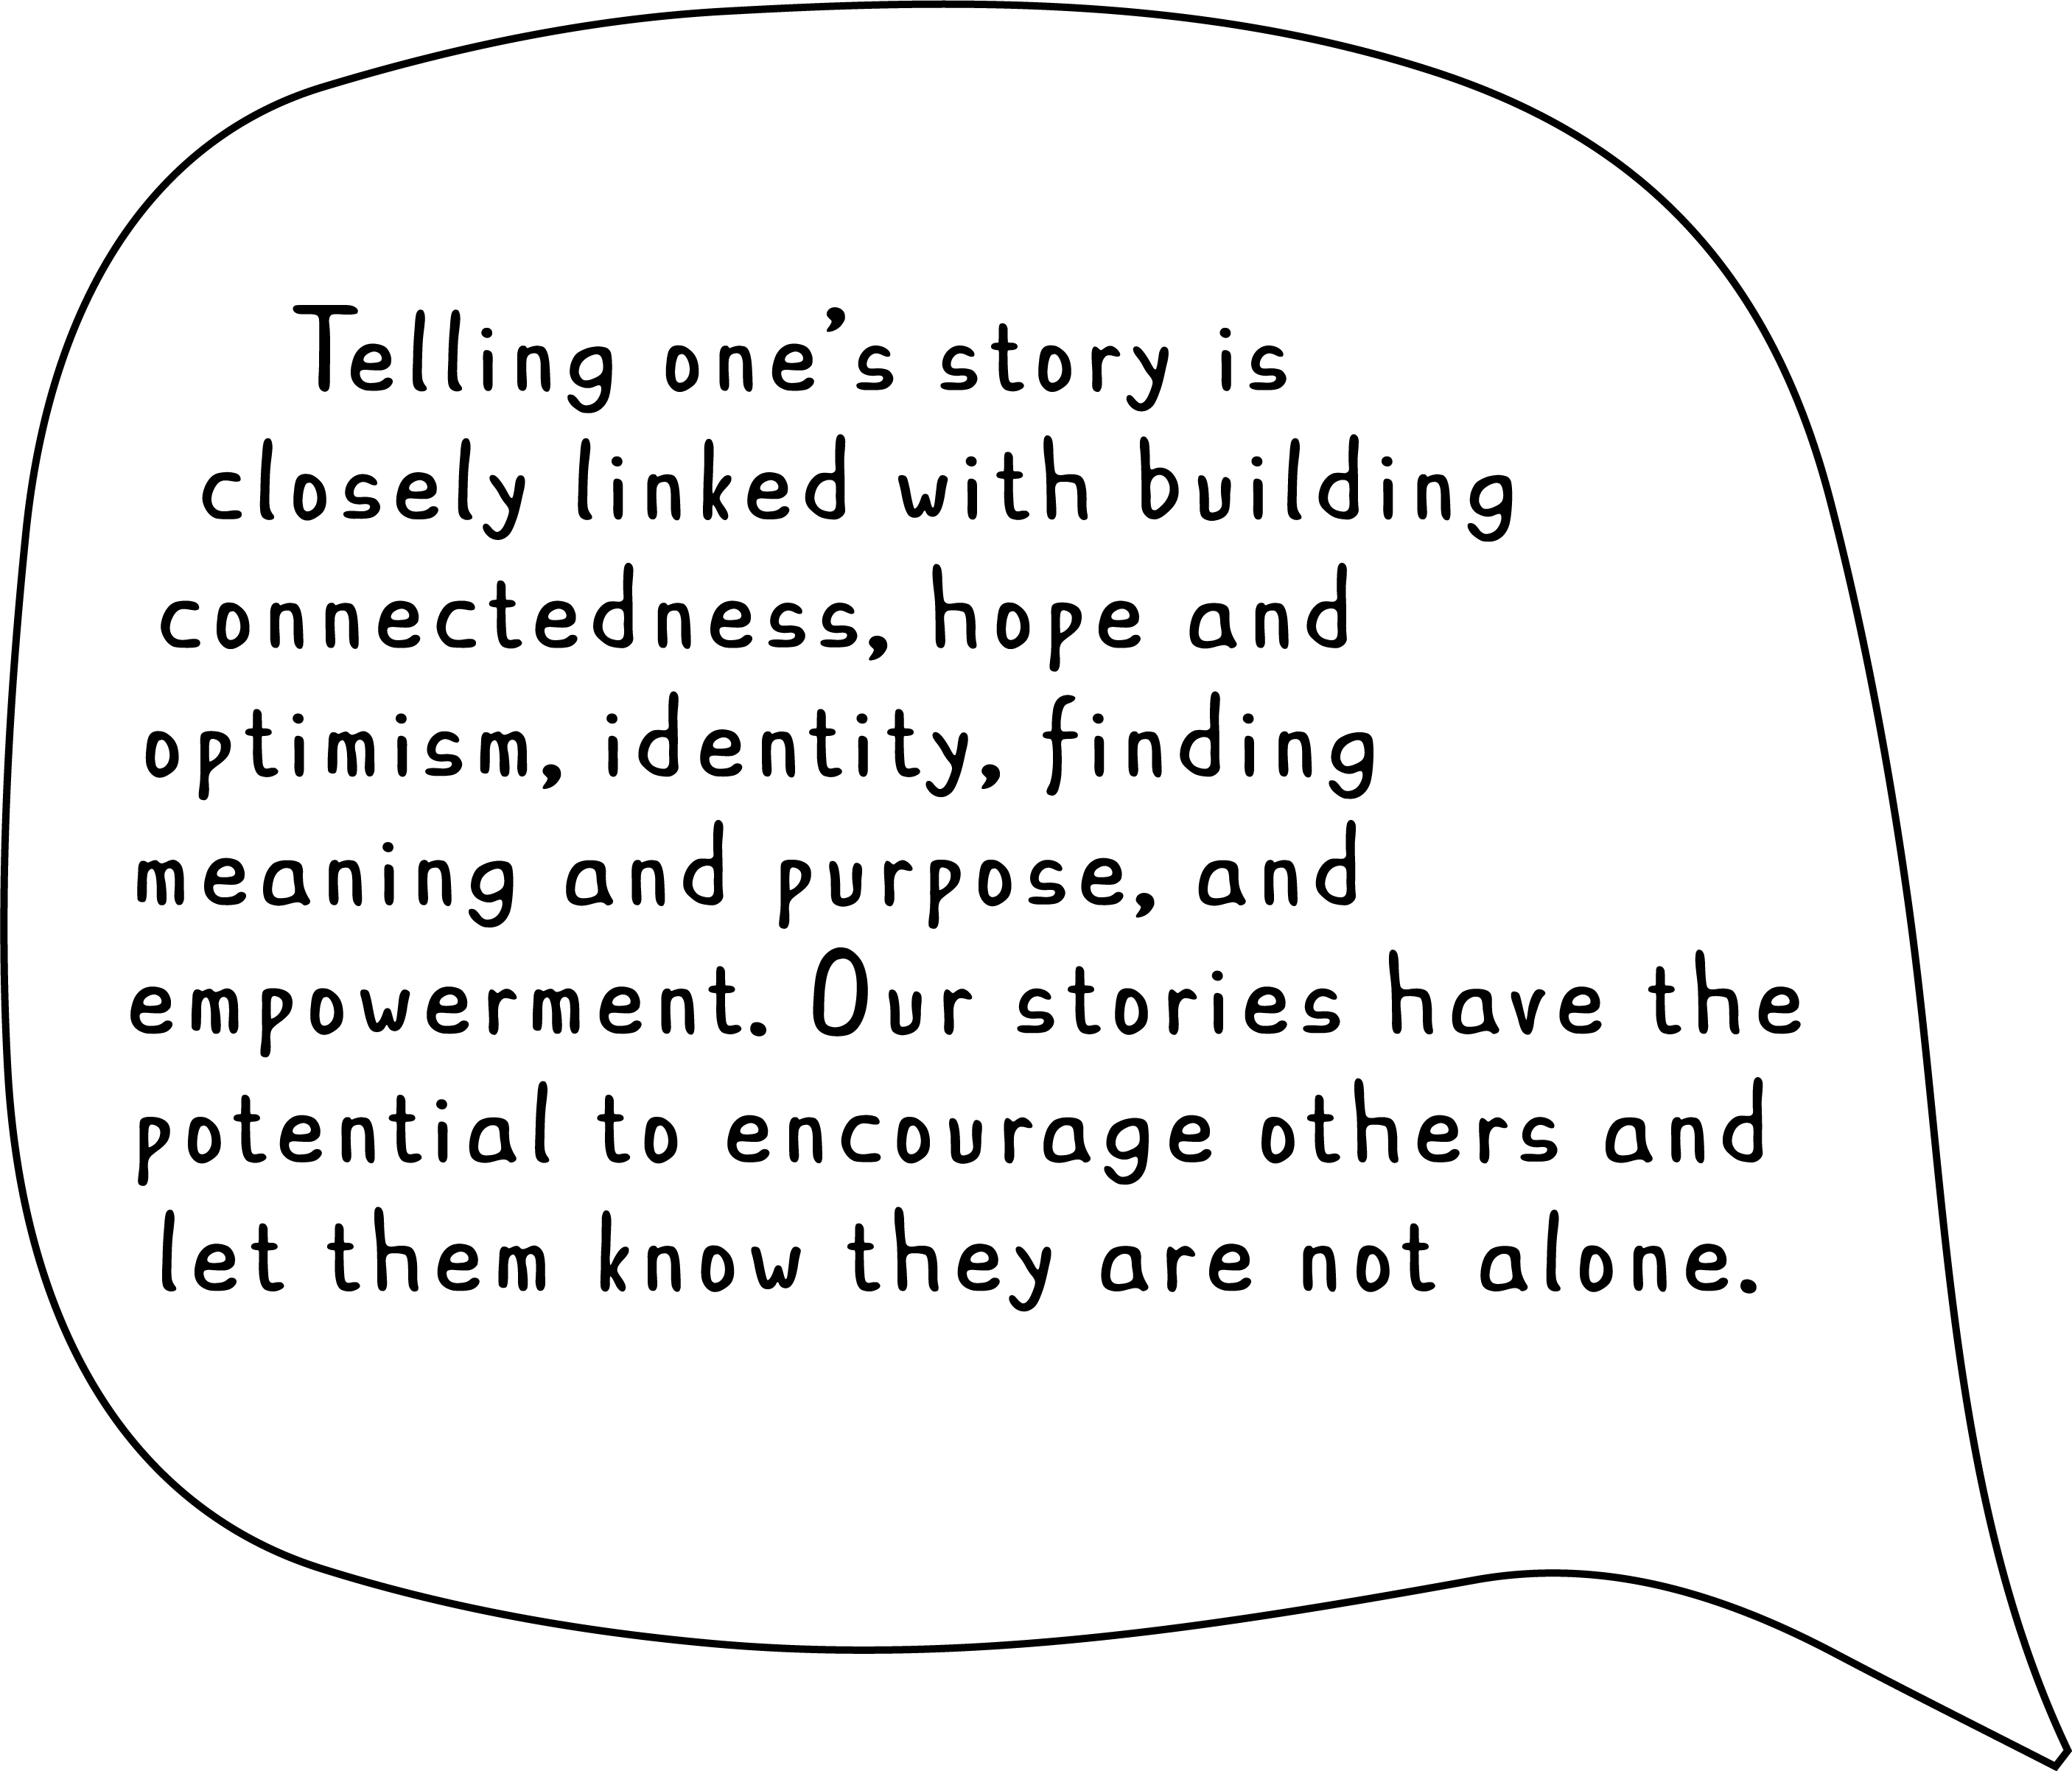 Telling one’s story is
closely linked with building
connectedness, hope and
optimism, identity, finding
meaning and purpose, and
empowerment. Our stories have the
potential to encourage others and
let them know they are not alone.